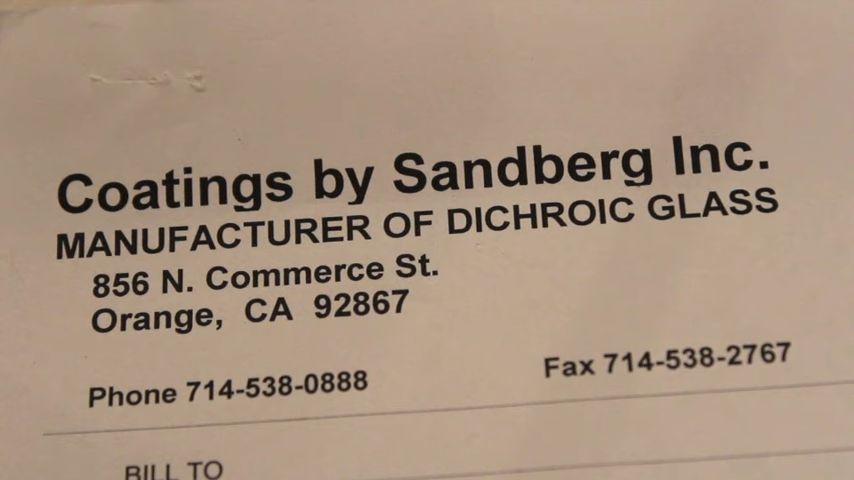 Coatings by Sandberg Inc.
MANUFACTURER OF DICHROIC GLASS
856 N. Commerce St.
Orange, CA 92867
Phone 714-538-0888
Fax 714-538-2767
BILL TO